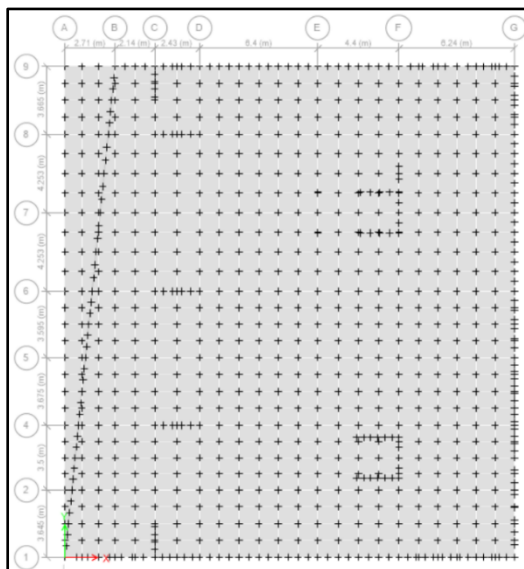 A B C D E F G
2.71 (m) 2.14 (m) 2.43 (m) 6.4 (m) 4.4 (m) 6.24 (m)
9
3.665 (m)
8
4.253 (m)
7
4.253 (m)
6
3.595 (m)
5
3.675 (m)
4
3.5 (m)
2
3.645 (m)
1
X